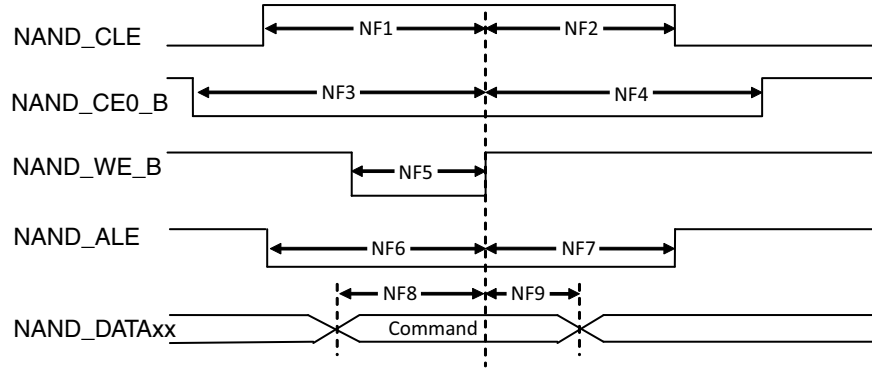 NAND_CLE
NF1
NF2
NAND_CE0_B
NF3
NF4
NAND_WE_B
NF5
NAND_ALE
NF6
NF7
NF8
NF9
NAND_DATAxx
Command